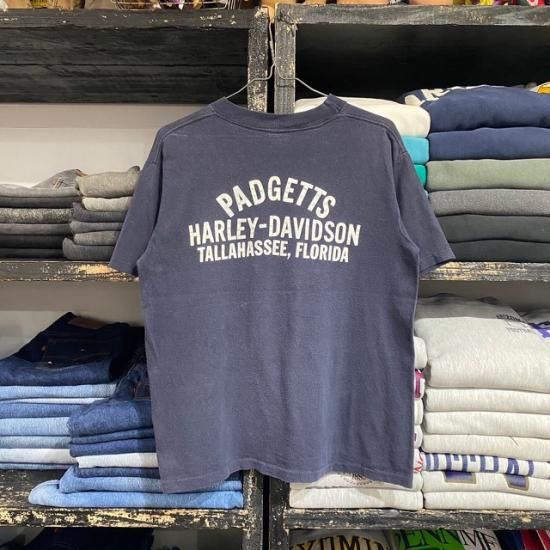 PADGETTS
HARLEY-DAVIDSON
TALLAHASSEE, FLORIDA